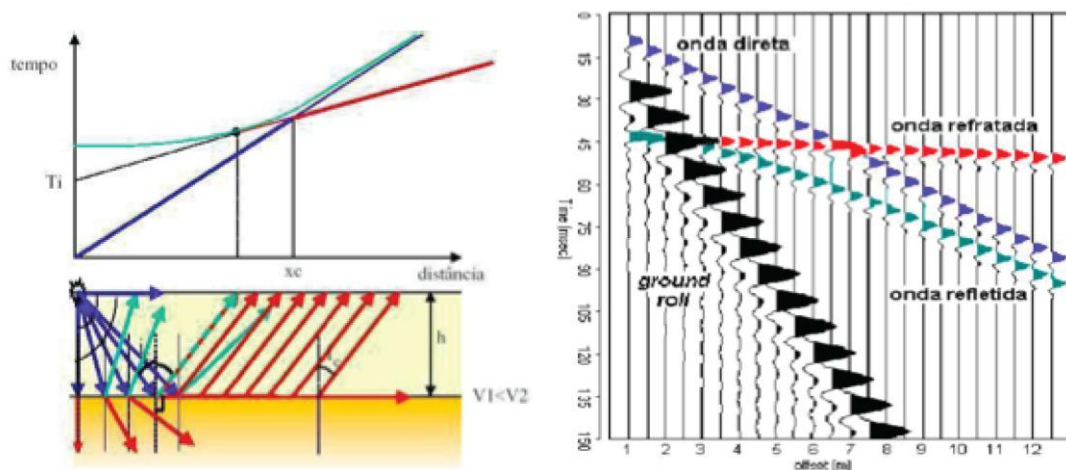 tempo
Ti
xc
distância
h
V1<V2
onda direta
onda refratada
ground
roll
onda refletida
Time [msec]
0
15
30
45
60
75
90
105
120
135
150
1 2 3 4 5 6 7 8 9 10 11 12
offset [m]